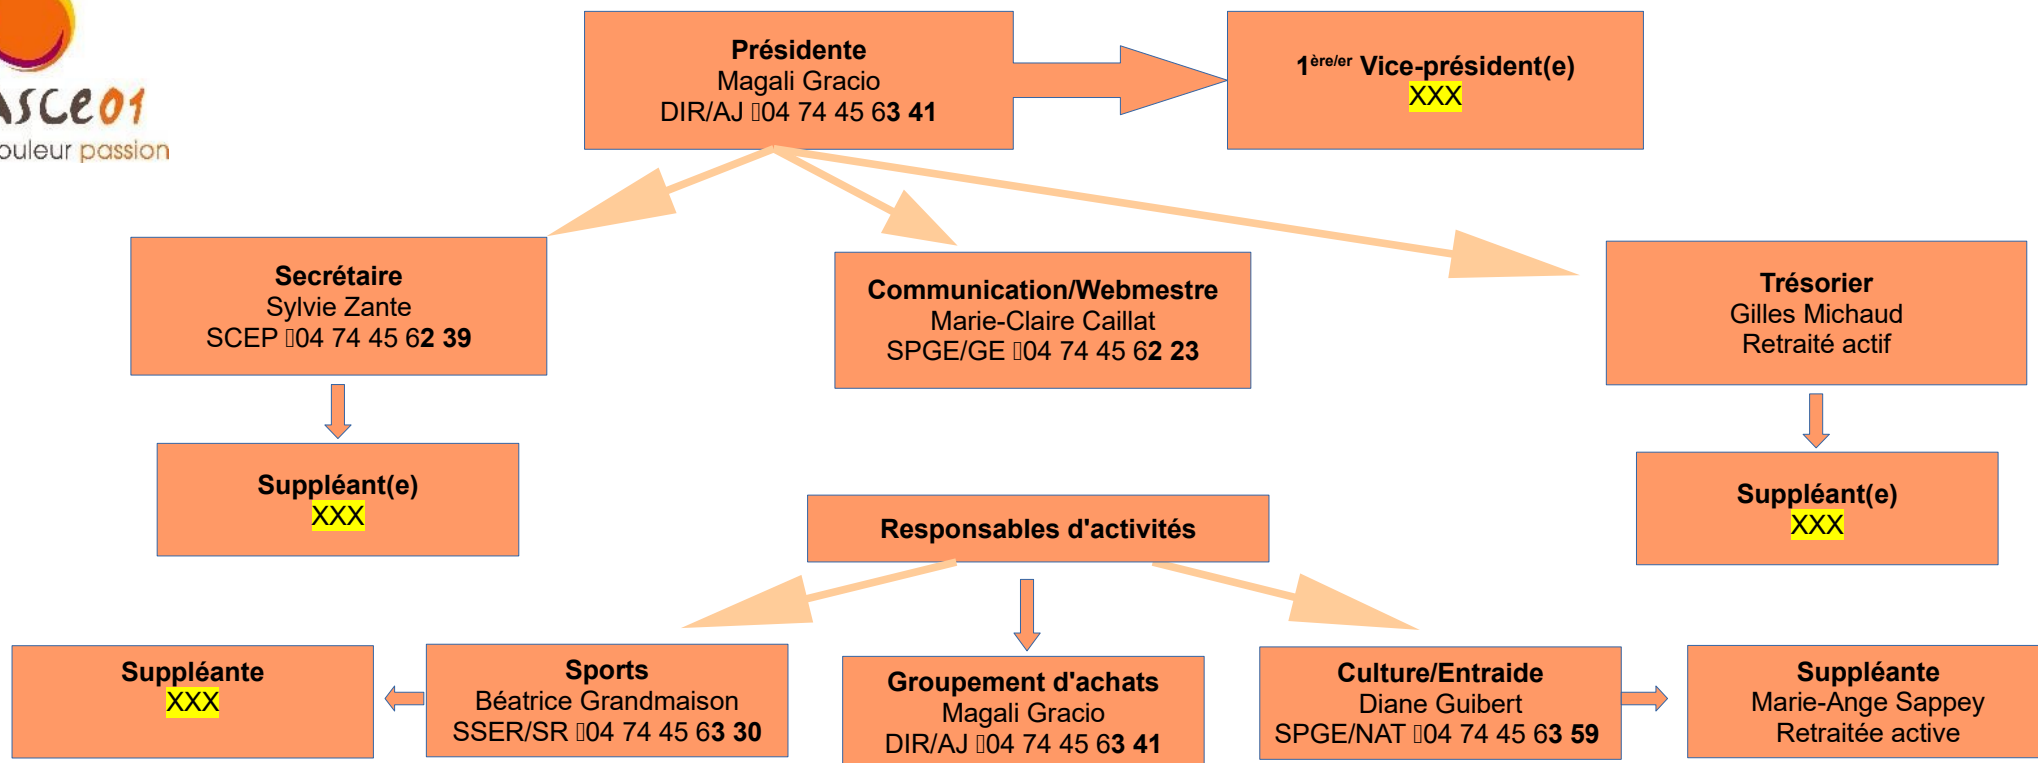 Présidente
Magali Gracio
DIR/AJ 04 74 45 63 41
1ère/er Vice-président(e)
XXX
asce01
ouleur passion
Secrétaire
Sylvie Zante
SCEP 04 74 45 62 39
Communication/Webmestre
Marie-Claire Caillat
SPGE/GE 04 74 45 62 23
Trésorier
Gilles Michaud
Retraité actif
Suppléant(e)
XXX
Suppléant(e)
XXX
Responsables d'activités
Suppléante
XXX
Sports
Béatrice Grandmaison
SSER/SR 04 74 45 63 30
Groupement d'achats
Magali Gracio
DIR/AJ 04 74 45 63 41
Culture/Entraide
Diane Guibert
SPGE/NAT 04 74 45 63 59
Suppléante
Marie-Ange Sappey
Retraitée active